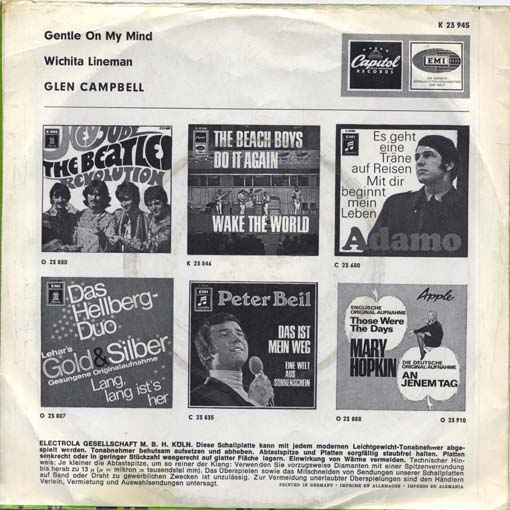 K 23 945
Gentle On My Mind
Wichita Lineman
GLEN CAMPBELL
Capitol
RECORDS
EMI
HEY JUDE
THE BEATLES
REVOLUTION
O 23 880
THE BEACH BOYS
DO IT AGAIN
WAKE THE WORLD
K 23 846
Es geht
eine
Träne
auf Reisen
Mit dir
beginnt
mein
Leben
Adamo
C 23 680
Das
Hellberg-
Duo
Lehar's
Gold & Silber
Gesungene Originalaufnahme
Lang,
lang ist's
her
O 23 807
EMI
Peter Beil
DAS IST
MEIN WEG
EINE WELT
AUS
SONNENSCHEIN
C 23 835
Apple
ENGLISCHE
ORIGINAL-AUFNAHME
Those Were
The Days
MARY
HOPKIN
DIE DEUTSCHE
ORIGINAL-AUFNAHME
AN
JENEM TAG
O 23 888
O 23 910
ELECTROLA GESELLSCHAFT M. B. H. KÖLN. Diese Schallplatte kann mit jedem modernen Leichtgewicht-Tonabnehmer abge-
spielt werden. Tonabnehmer behutsam aufsetzen und abheben. Abtastspitze und Platten sorgfältig staubfrei halten. Platten
senkrecht oder in geringer Stückzahl waagerecht auf flatter Fläche lagern. Einwirkung von Wärme vermeiden. Technischer Hin-
weis: Je kleiner die Abtastspitze, um so reiner der Klang: Verwenden Sie vorzugsweise Diamanten mit einer Spitzenverrundung
bis herab zu 13 µ (µ = mikron = tausendstel mm). Das Überspielen sowie das Mitschneiden von Sendungen unserer Schallplatten
auf Band oder Draht zu gewerblichen Zwecken ist unzulässig. Zur Vermeidung unerlaubter Überspielungen sind den Händlern
Verleih, Vermietung und Auswahlsendungen untersagt.
PRINTED IN GERMANY • IMPRIMÉ EN ALLEMAGNE • IMPRESO EN ALEMANIA